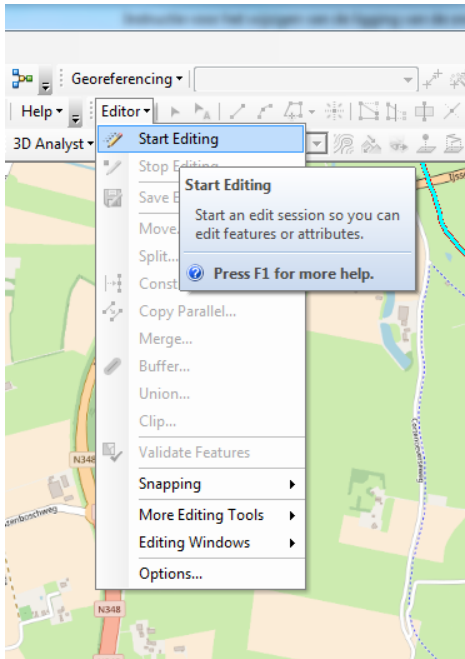 Georeferencing
Help
Editor
3D Analyst
Start Editing
Stop Editing
Save E
Move
Split...
Const
Copy Parallel...
Merge...
Buffer...
Union...
Clip...
Validate Features
Snapping
More Editing Tools
Editing Windows
Options...
Start Editing
Start an edit session so you can
edit features or attributes.
Press F1 for more help.
N348
N348